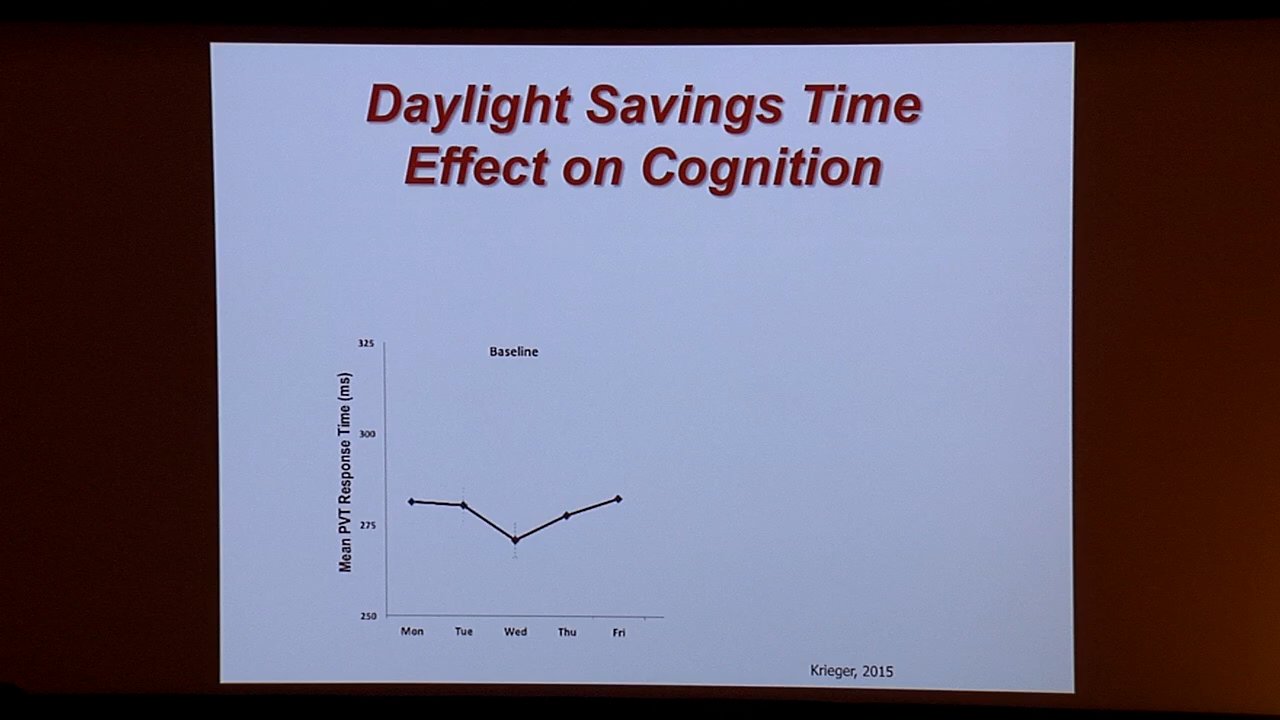 Daylight Savings Time
Effect on Cognition
325
Baseline
300
275
250
Mean PVT Response Time (ms)
Mon Tue Wed Thu Fri
Krieger, 2015